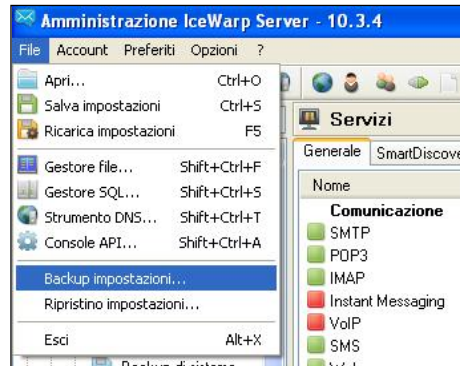 Amministrazione IceWarp Server - 10.3.4
File Account Preferiti Opzioni ?
Apri... Ctrl+O
Salva impostazioni Ctrl+S
Ricarica impostazioni F5
Gestore file... Shift+Ctrl+F
Gestore SQL... Shift+Ctrl+S
Strumento DNS... Shift+Ctrl+T
Console API... Shift+Ctrl+A
Backup impostazioni...
Ripristino impostazioni...
Esci Alt+X
Servizi
Generale SmartDiscove
Nome
Comunicazione
SMTP
POP3
IMAP
Instant Messaging
VoIP
SMS